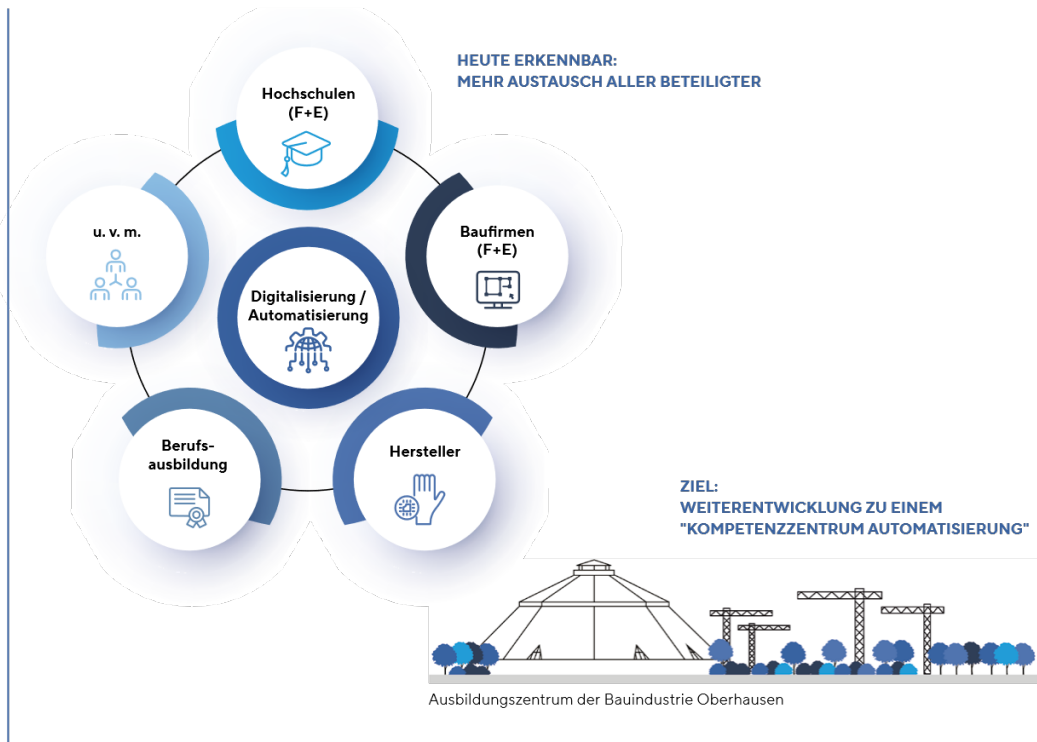 HEUTE ERKENNBAR:
MEHR AUSTAUSCH ALLER BETEILIGTER
Hochschulen
(F+E)
u. v. m.
Baufirmen
(F+E)
Digitalisierung /
Automatisierung
Berufs-
ausbildung
Hersteller
ZIEL:
WEITERENTWICKLUNG ZU EINEM
"KOMPETENZZENTRUM AUTOMATISIERUNG"
Ausbildungszentrum der Bauindustrie Oberhausen